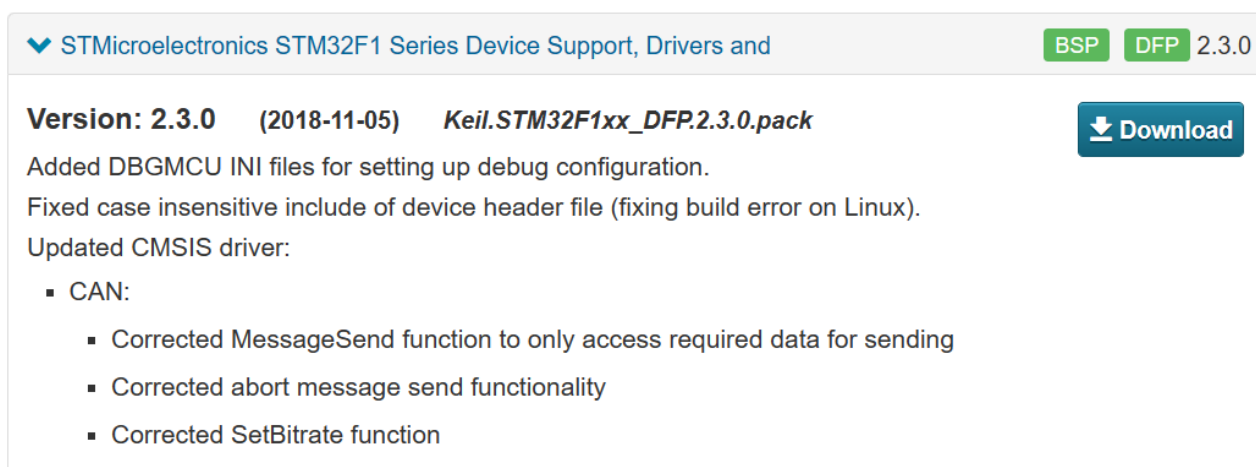 STMicroelectronics STM32F1 Series Device Support, Drivers and BSP DFP 2.3.0
Version: 2.3.0 (2018-11-05) Keil.STM32F1xx_DFP.2.3.0.pack Download
Added DBGMCU INI files for setting up debug configuration.
Fixed case insensitive include of device header file (fixing build error on Linux).
Updated CMSIS driver:
▪ CAN:
▪ Corrected MessageSend function to only access required data for sending
▪ Corrected abort message send functionality
▪ Corrected SetBitrate function